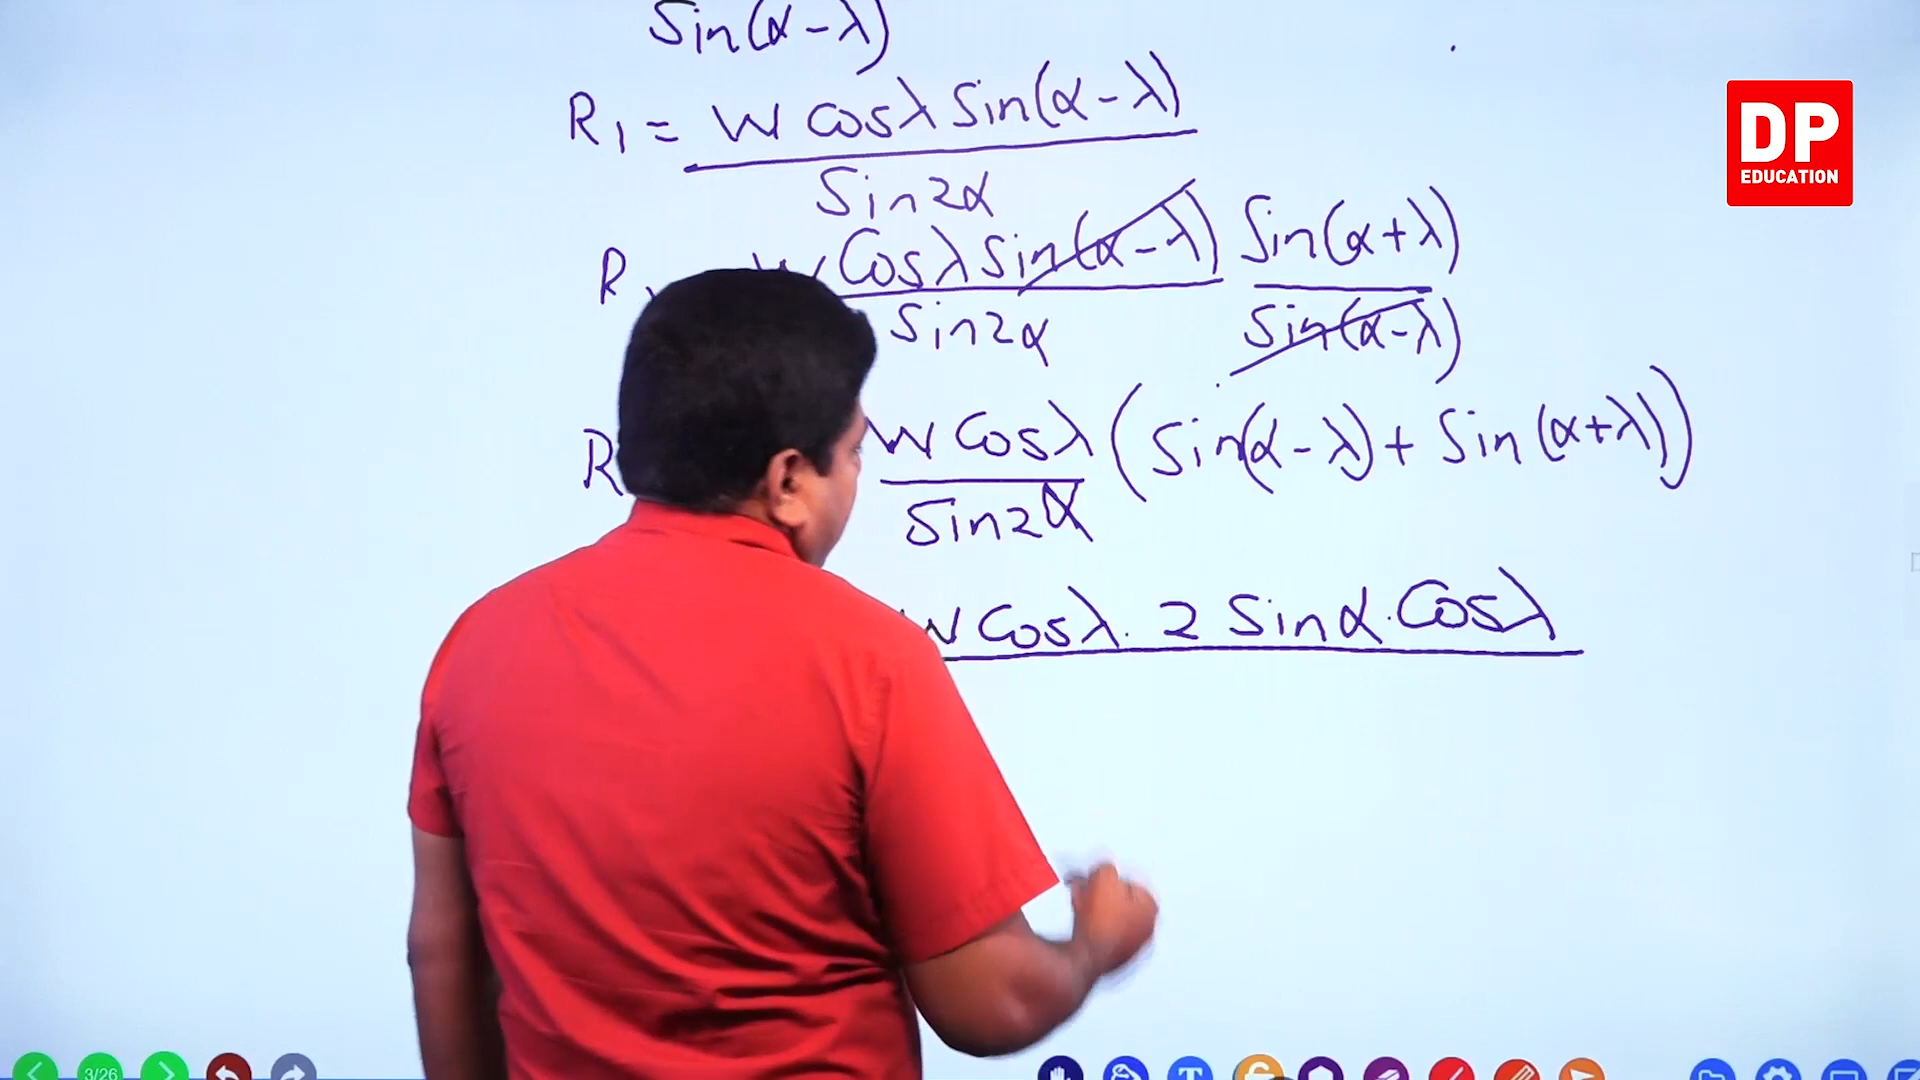 Sin(α-λ)
R1 = W Cosλ Sin(α-λ)
Sin2α
R W Cosλ Sin(α-λ) Sin(α+λ)
Sin2α Sin(α-λ)
R W Cosλ (Sin(α-λ) + Sin(α+λ))
Sin2α
W Cosλ. 2 Sinα.Cosλ
DP
EDUCATION
3/26